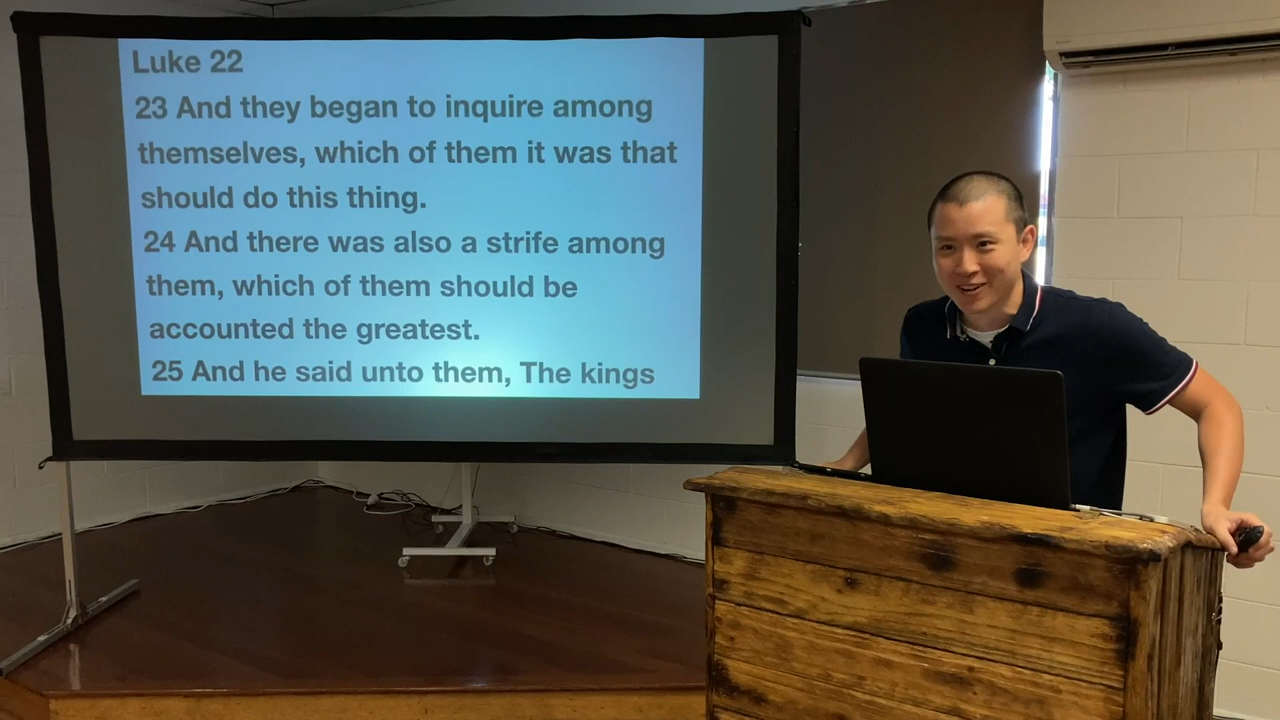 Luke 22
23 And they began to inquire among
themselves, which of them it was that
should do this thing.
24 And there was also a strife among
them, which of them should be
accounted the greatest.
25 And he said unto them, The kings